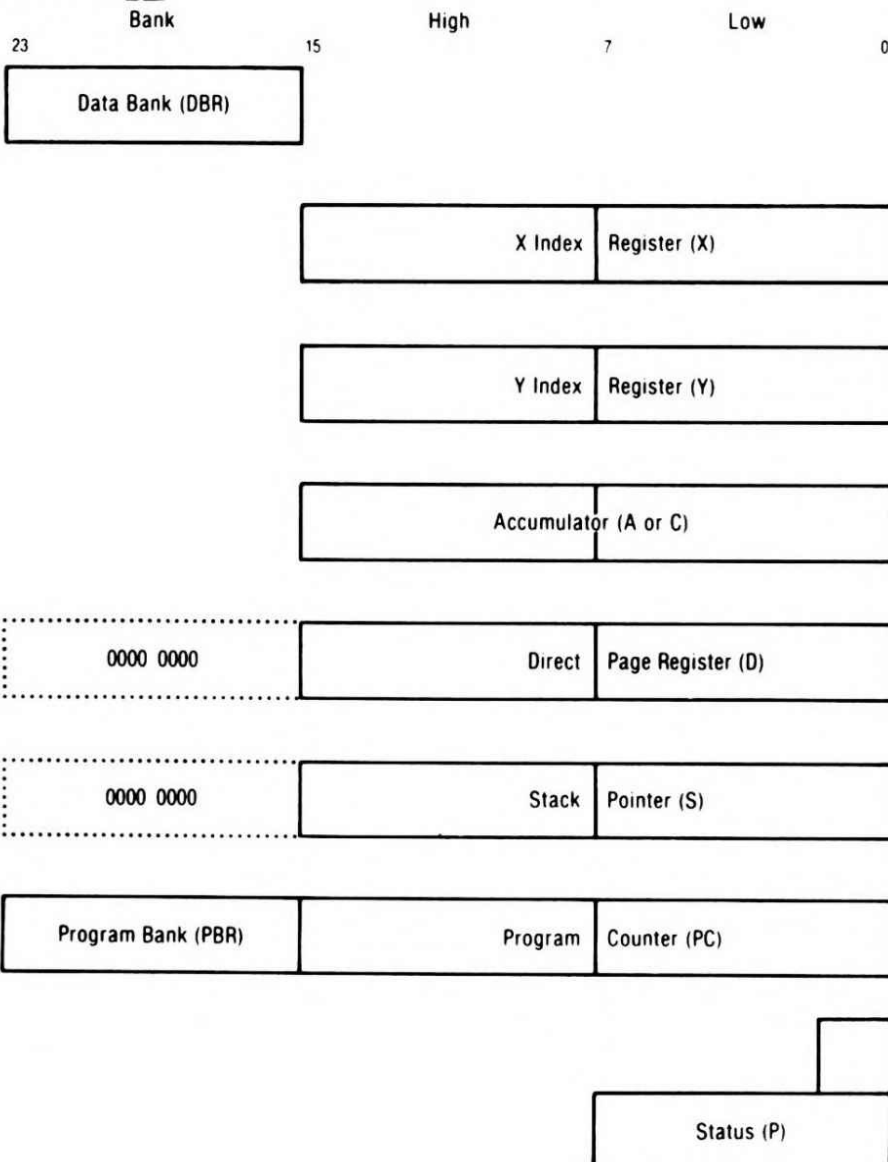 Bank High Low
23 15 7 0
Data Bank (DBR)
X Index Register (X)
Y Index Register (Y)
Accumulator (A or C)
0000 0000 Direct Page Register (D)
0000 0000 Stack Pointer (S)
Program Bank (PBR) Program Counter (PC)
Status (P)